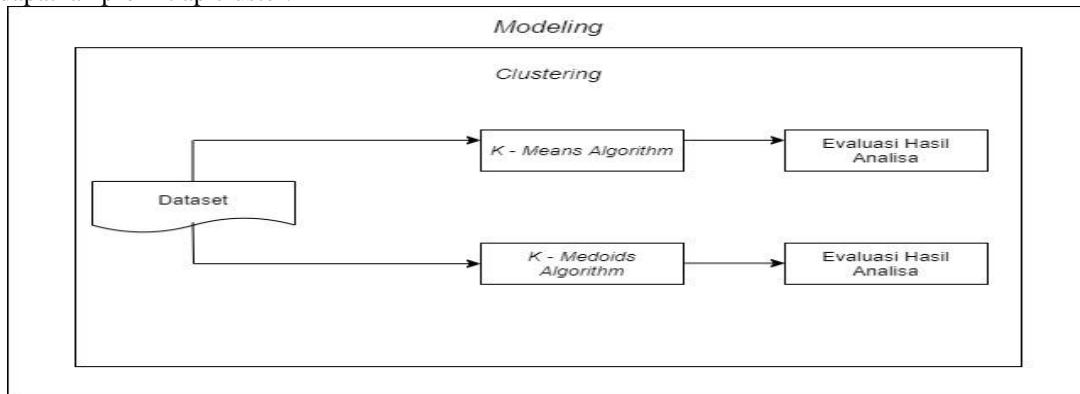 Modeling
Clustering
K - Means Algorithm
Evaluasi Hasil
Analisa
Dataset
K - Medoids
Algorithm
Evaluasi Hasil
Analisa